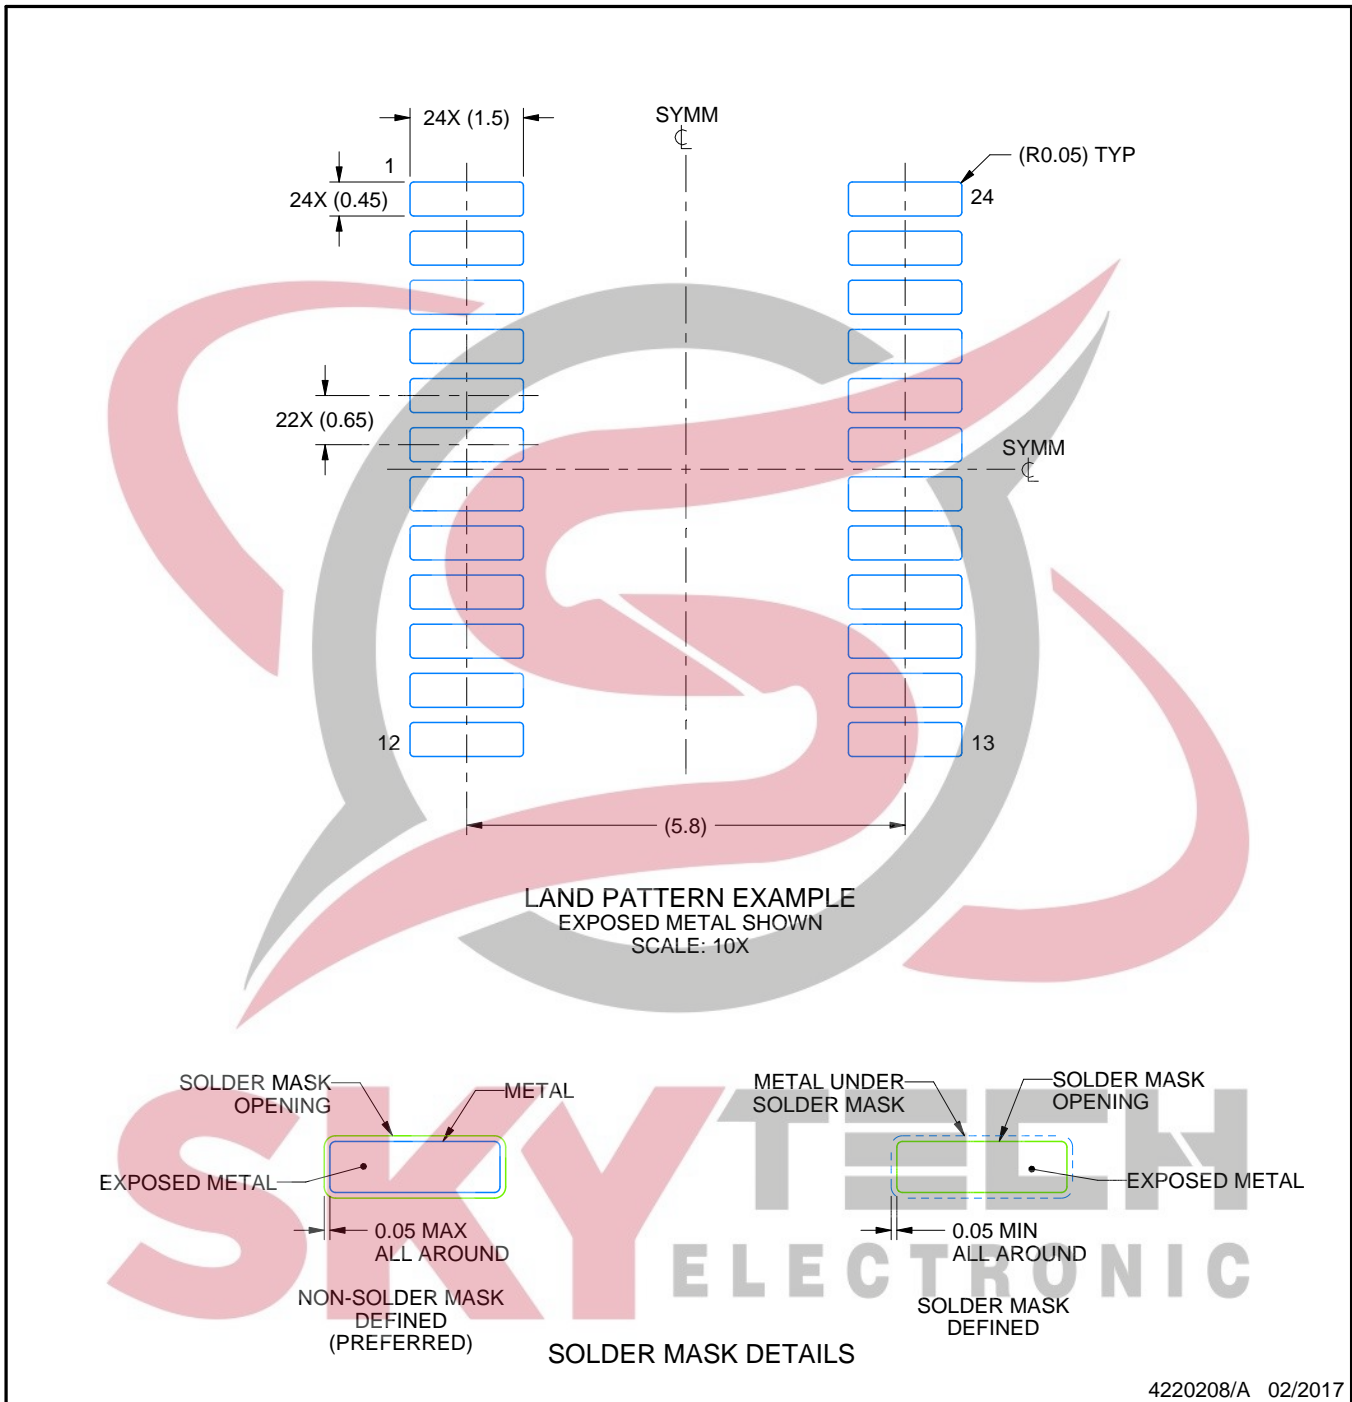 24X (1.5)
SYMM
℄
(R0.05) TYP
1
24X (0.45)
24
22X (0.65)
SYMM
℄
12
13
(5.8)
LAND PATTERN EXAMPLE
EXPOSED METAL SHOWN
SCALE: 10X
SOLDER MASK
OPENING
METAL
EXPOSED METAL
0.05 MAX
ALL AROUND
NON-SOLDER MASK
DEFINED
(PREFERRED)
METAL UNDER
SOLDER MASK
SOLDER MASK
OPENING
EXPOSED METAL
0.05 MIN
ALL AROUND
SOLDER MASK
DEFINED
SOLDER MASK DETAILS
SKYTECH
ELECTRONIC
4220208/A 02/2017